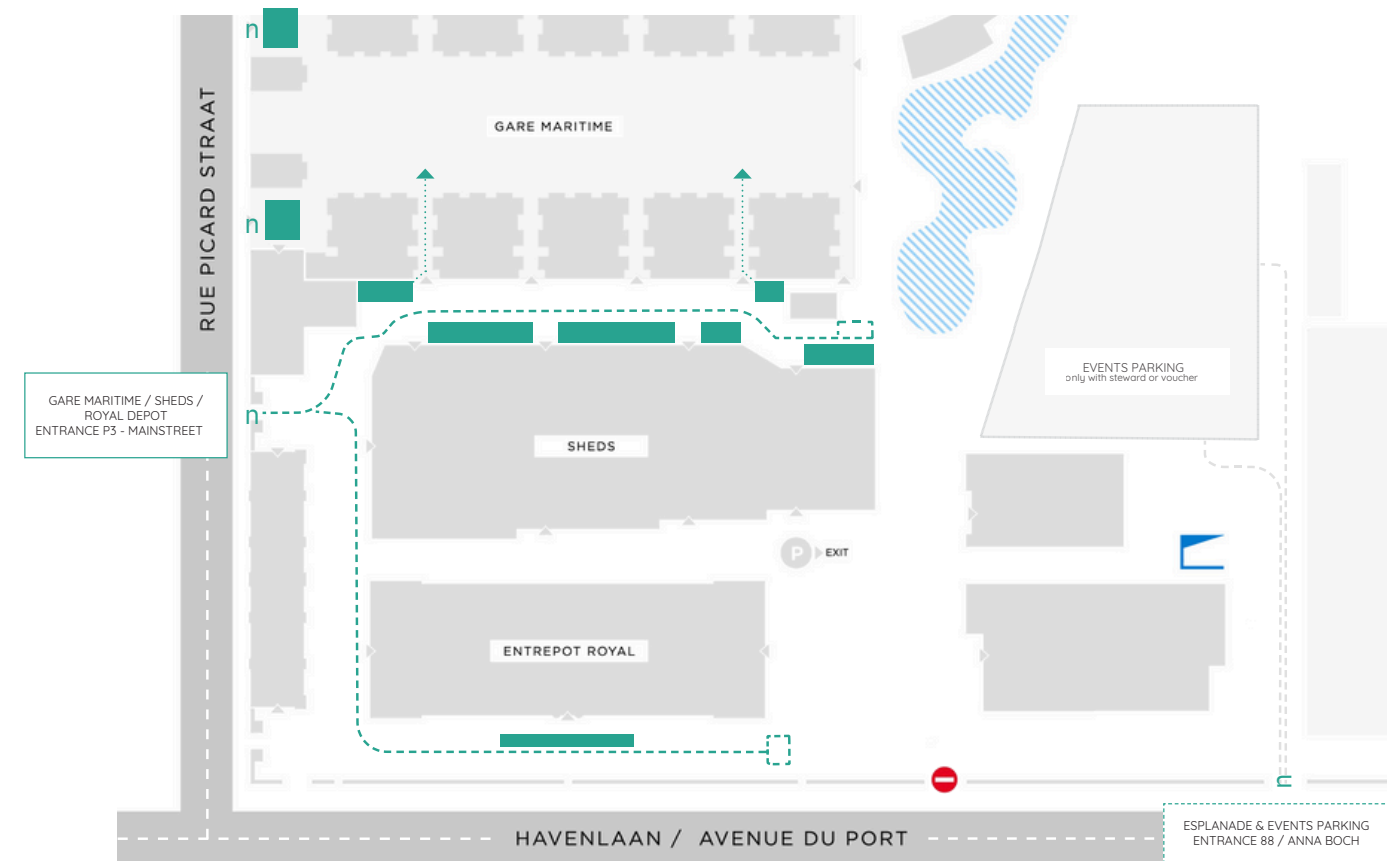 n
GARE MARITIME
RUE PICARD STRAAT
n
EVENTS PARKING
only with steward or voucher
GARE MARITIME / SHEDS /
ROYAL DEPOT
ENTRANCE P3 - MAINSTREET
n
SHEDS
P EXIT
ENTREPOT ROYAL
n
HAVENLAAN / AVENUE DU PORT
ESPLANADE & EVENTS PARKING
ENTRANCE 88 / ANNA BOCH